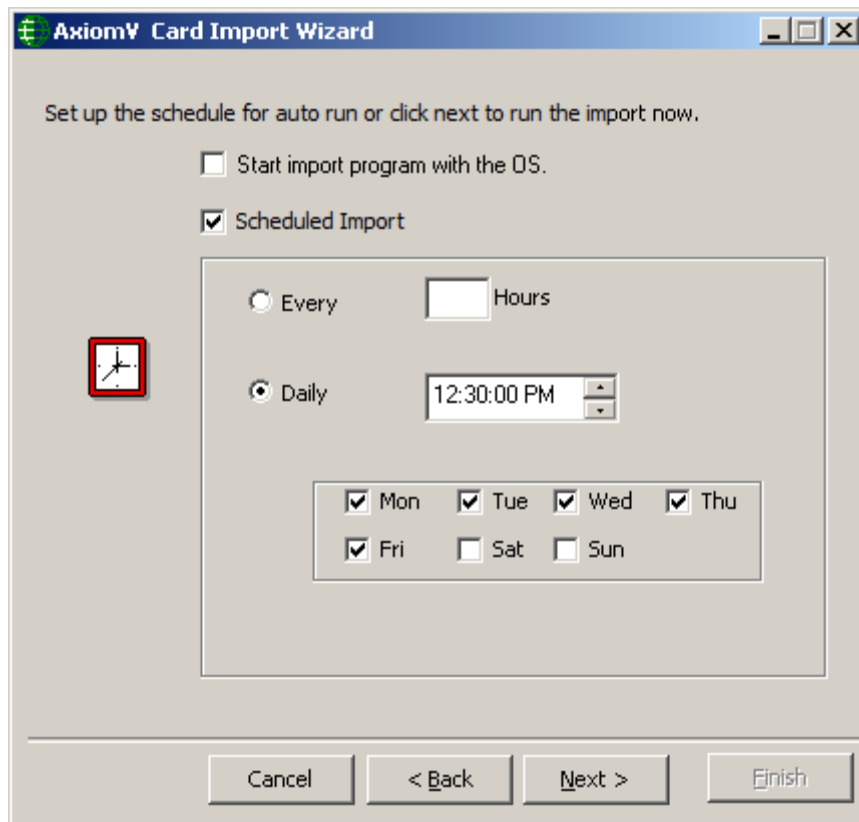 AxiomV Card Import Wizard
Set up the schedule for auto run or click next to run the import now.
Start import program with the OS.
Scheduled Import
Every Hours
Daily 12:30:00 PM
Mon Tue Wed Thu
Fri Sat Sun
Cancel < Back Next > Finish